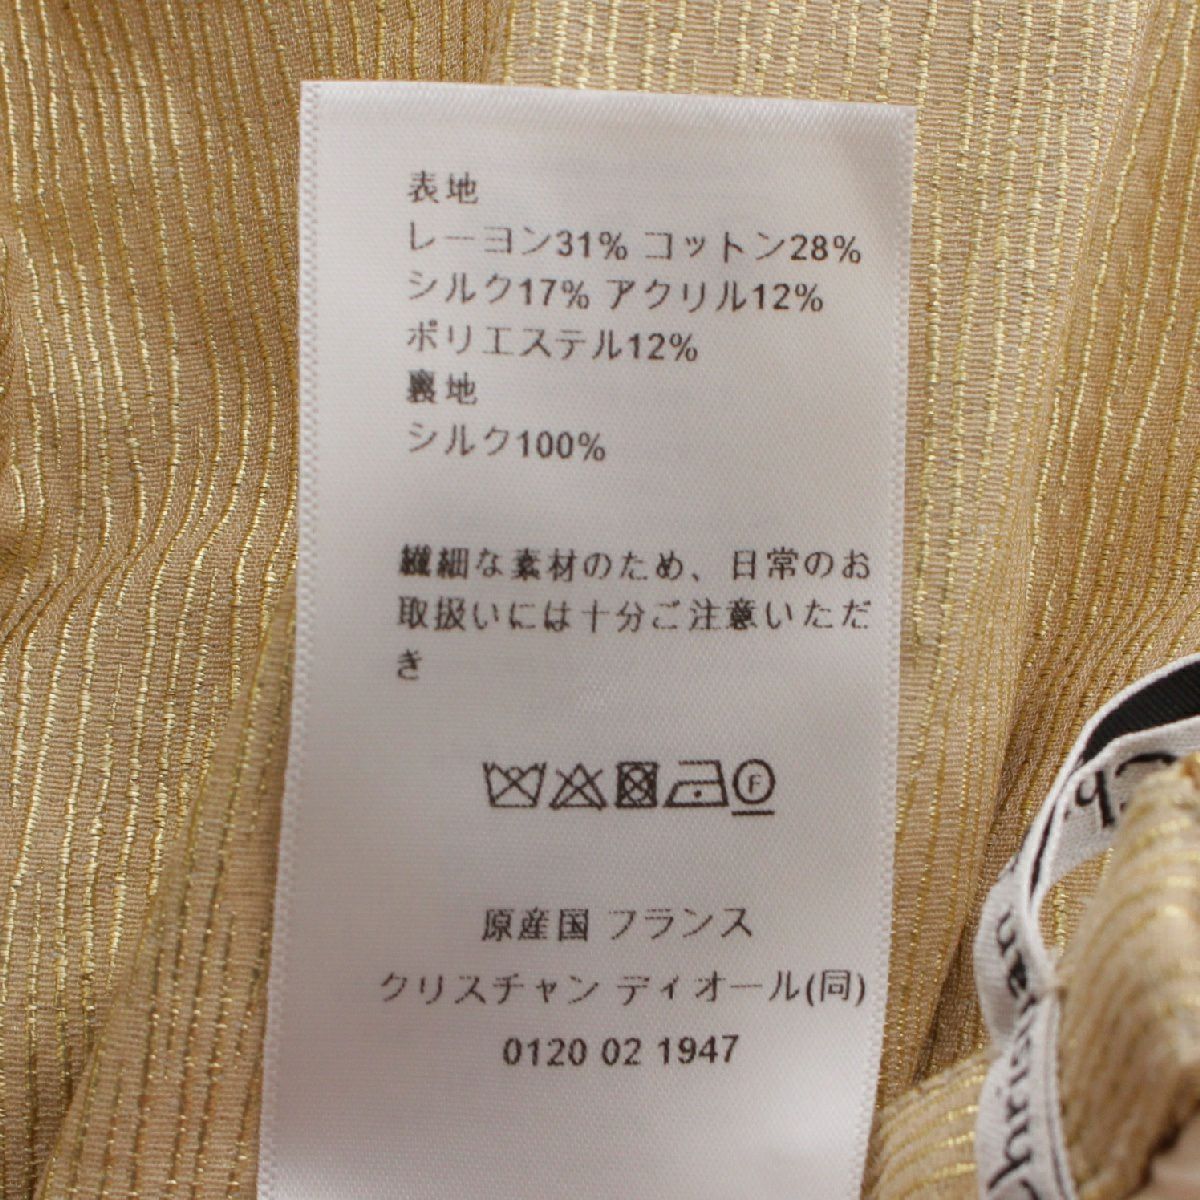 表地
レーヨン31% コットン28%
シルク17% アクリル12%
ポリエステル12%
裏地
シルク100%
繊細な素材のため、日常のお
取扱いには十分ご注意いただ
き
F
原産国 フランス
クリスチャン ディオール(同)
0120 02 1947